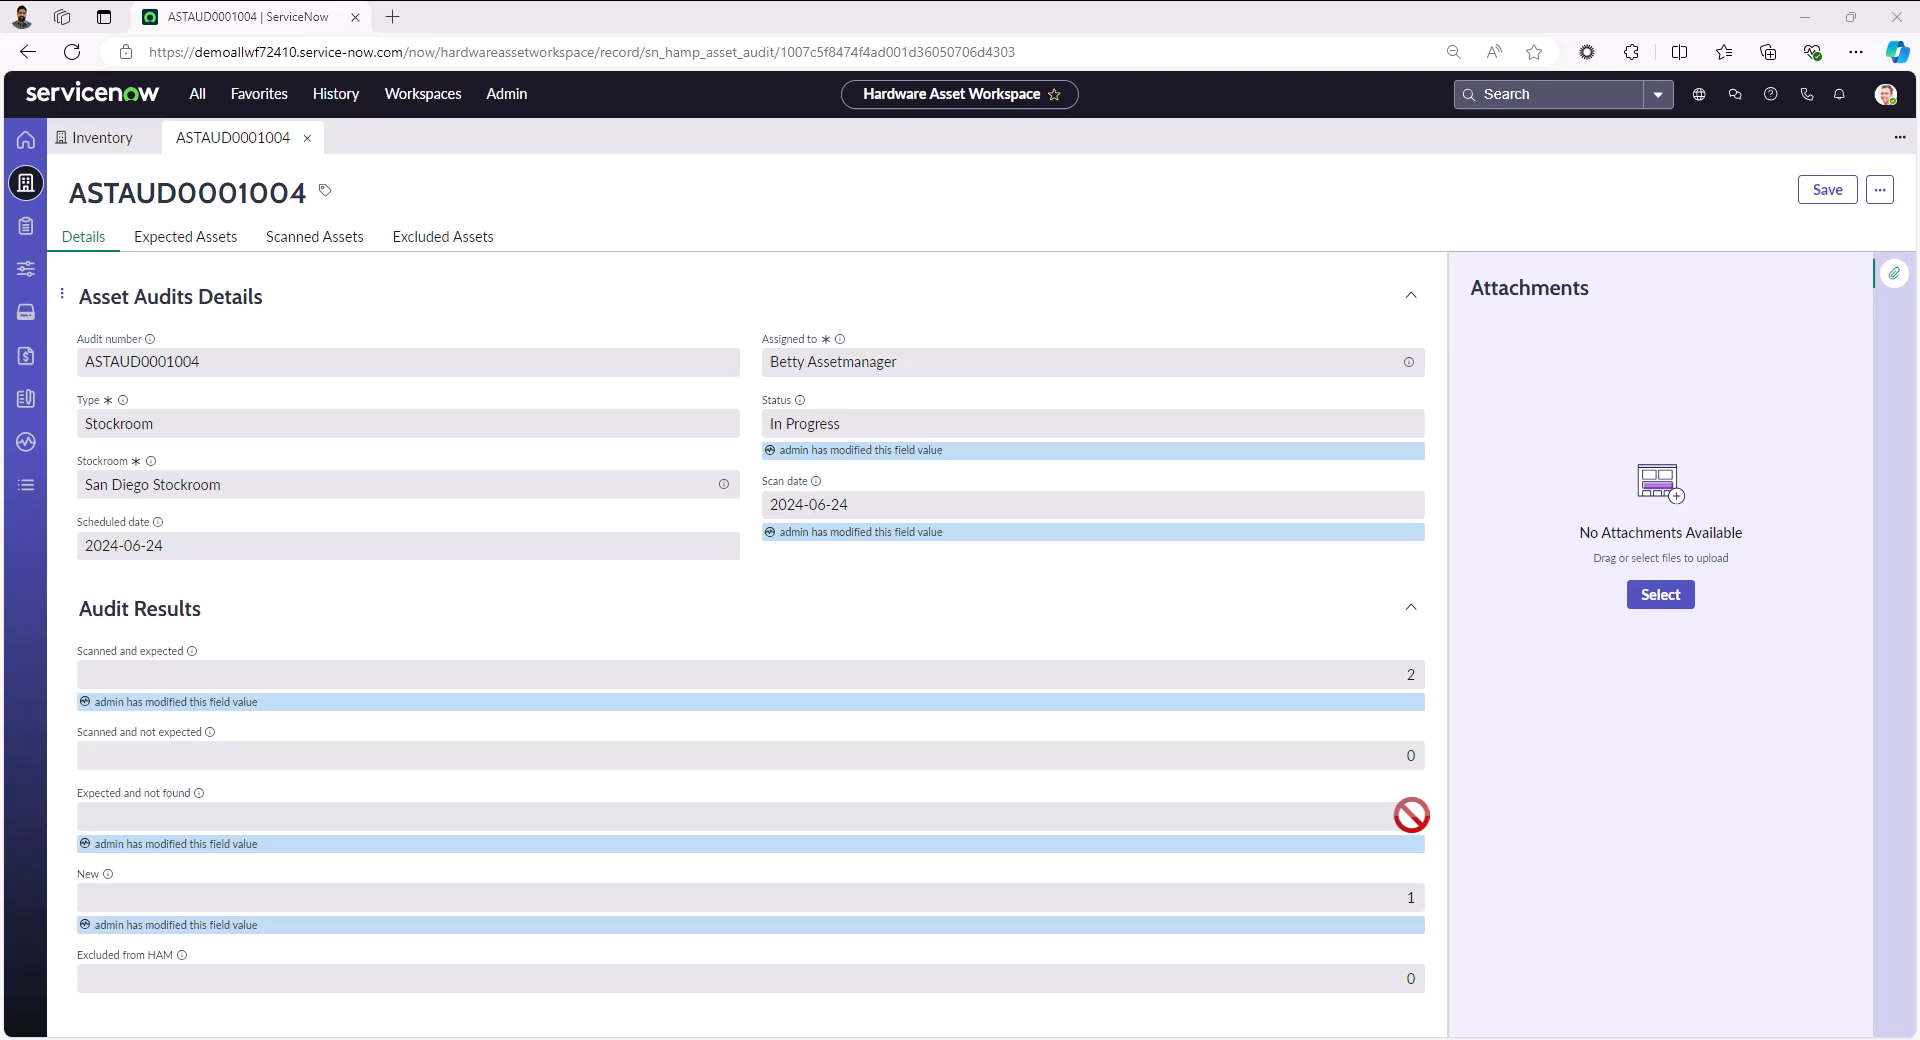 ASTAUD0001004 | ServiceNow
https://demoallwf72410.service-now.com/now/hardwareassetworkspace/record/sn_hamp_asset_audit/1007c5f8474f4ad001d36050706d4303
servicenow All Favorites History Workspaces Admin Hardware Asset Workspace Search
Inventory ASTAUD0001004
ASTAUD0001004
Save
Details Expected Assets Scanned Assets Excluded Assets
Asset Audits Details
Audit number
ASTAUD0001004
Type *
Stockroom
Stockroom *
San Diego Stockroom
Scheduled date
2024-06-24
Assigned to *
Betty Assetmanager
Status
In Progress
admin has modified this field value
Scan date
2024-06-24
admin has modified this field value
Audit Results
Scanned and expected
2
admin has modified this field value
Scanned and not expected
0
Expected and not found
admin has modified this field value
New
1
admin has modified this field value
Excluded from HAM
0
Attachments
No Attachments Available
Drag or select files to upload
Select